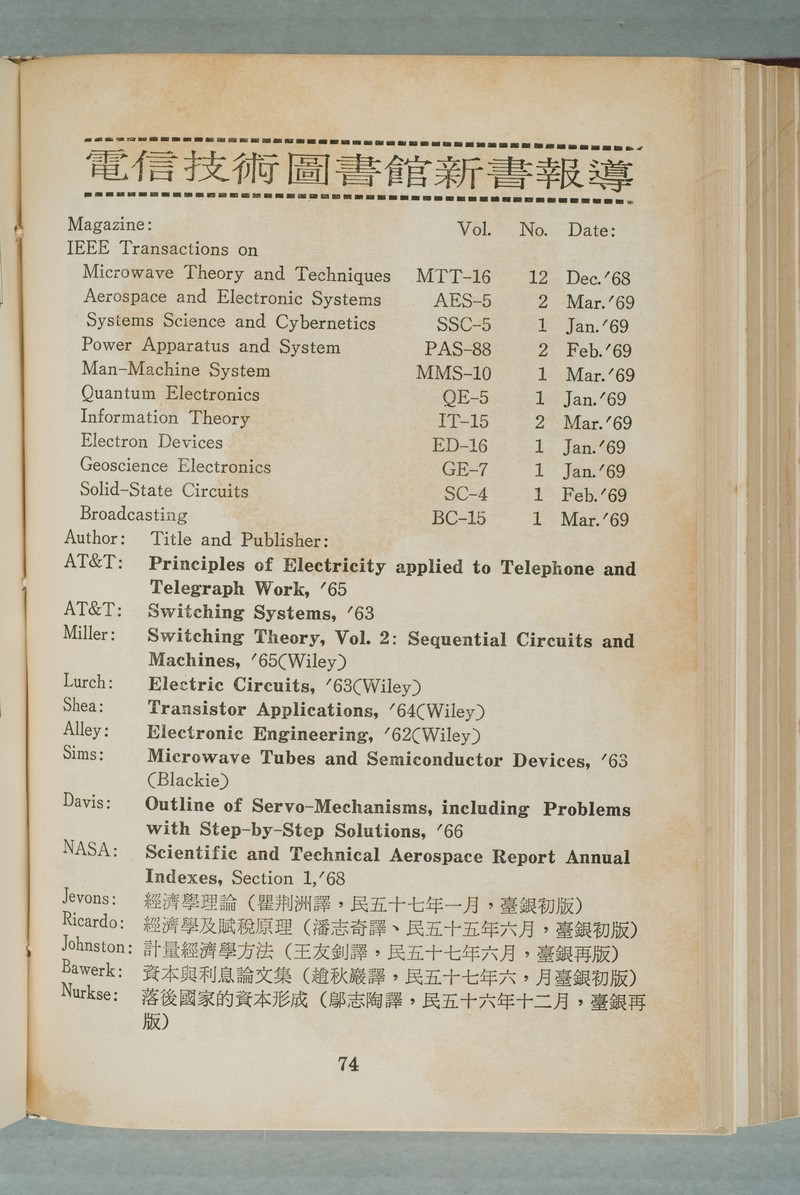 電信技術圖書館新書報導
Magazine: Vol. No. Date:
IEEE Transactions on
Microwave Theory and Techniques MTT-16 12 Dec.'68
Aerospace and Electronic Systems AES-5 2 Mar.'69
Systems Science and Cybernetics SSC-5 1 Jan.'69
Power Apparatus and System PAS-88 2 Feb.'69
Man-Machine System MMS-10 1 Mar.'69
Quantum Electronics QE-5 1 Jan.'69
Information Theory IT-15 2 Mar.'69
Electron Devices ED-16 1 Jan.'69
Geoscience Electronics GE-7 1 Jan.'69
Solid-State Circuits SC-4 1 Feb.'69
Broadcasting BC-15 1 Mar.'69
Author: Title and Publisher:
AT&T: Principles of Electricity applied to Telephone and
Telegraph Work, '65
AT&T: Switching Systems, '63
Miller: Switching Theory, Vol. 2: Sequential Circuits and
Machines, '65(Wiley)
Lurch: Electric Circuits, '63(Wiley)
Shea: Transistor Applications, '64(Wiley)
Alley: Electronic Engineering, '62(Wiley)
Sims: Microwave Tubes and Semiconductor Devices, '63
(Blackie)
Davis: Outline of Servo-Mechanisms, including Problems
with Step-by-Step Solutions, '66
NASA: Scientific and Technical Aerospace Report Annual
Indexes, Section 1,'68
Jevons: 經濟學理論（瞿荆洲譯，民五十七年一月，臺銀初版）
Ricardo: 經濟學及賦稅原理（潘志奇譯、民五十五年六月，臺銀初版）
Johnston: 計量經濟學方法（王友釗譯，民五十七年六月，臺銀再版）
Bawerk: 資本與利息論文集（趙秋巖譯，民五十七年六，月臺銀初版）
Nurkse: 落後國家的資本形成（鄔志陶譯，民五十六年十二月，臺銀再
版）
74